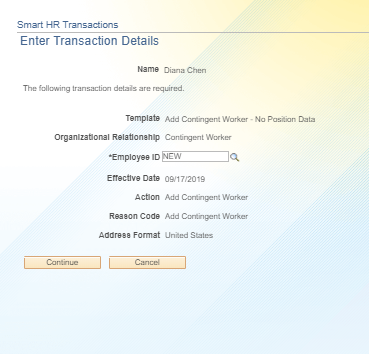 Smart HR Transactions
Enter Transaction Details
Name Diana Chen
The following transaction details are required.
Template Add Contingent Worker - No Position Data
Organizational Relationship Contingent Worker
*Employee ID NEW
Effective Date 09/17/2019
Action Add Contingent Worker
Reason Code Add Contingent Worker
Address Format United States
Continue Cancel